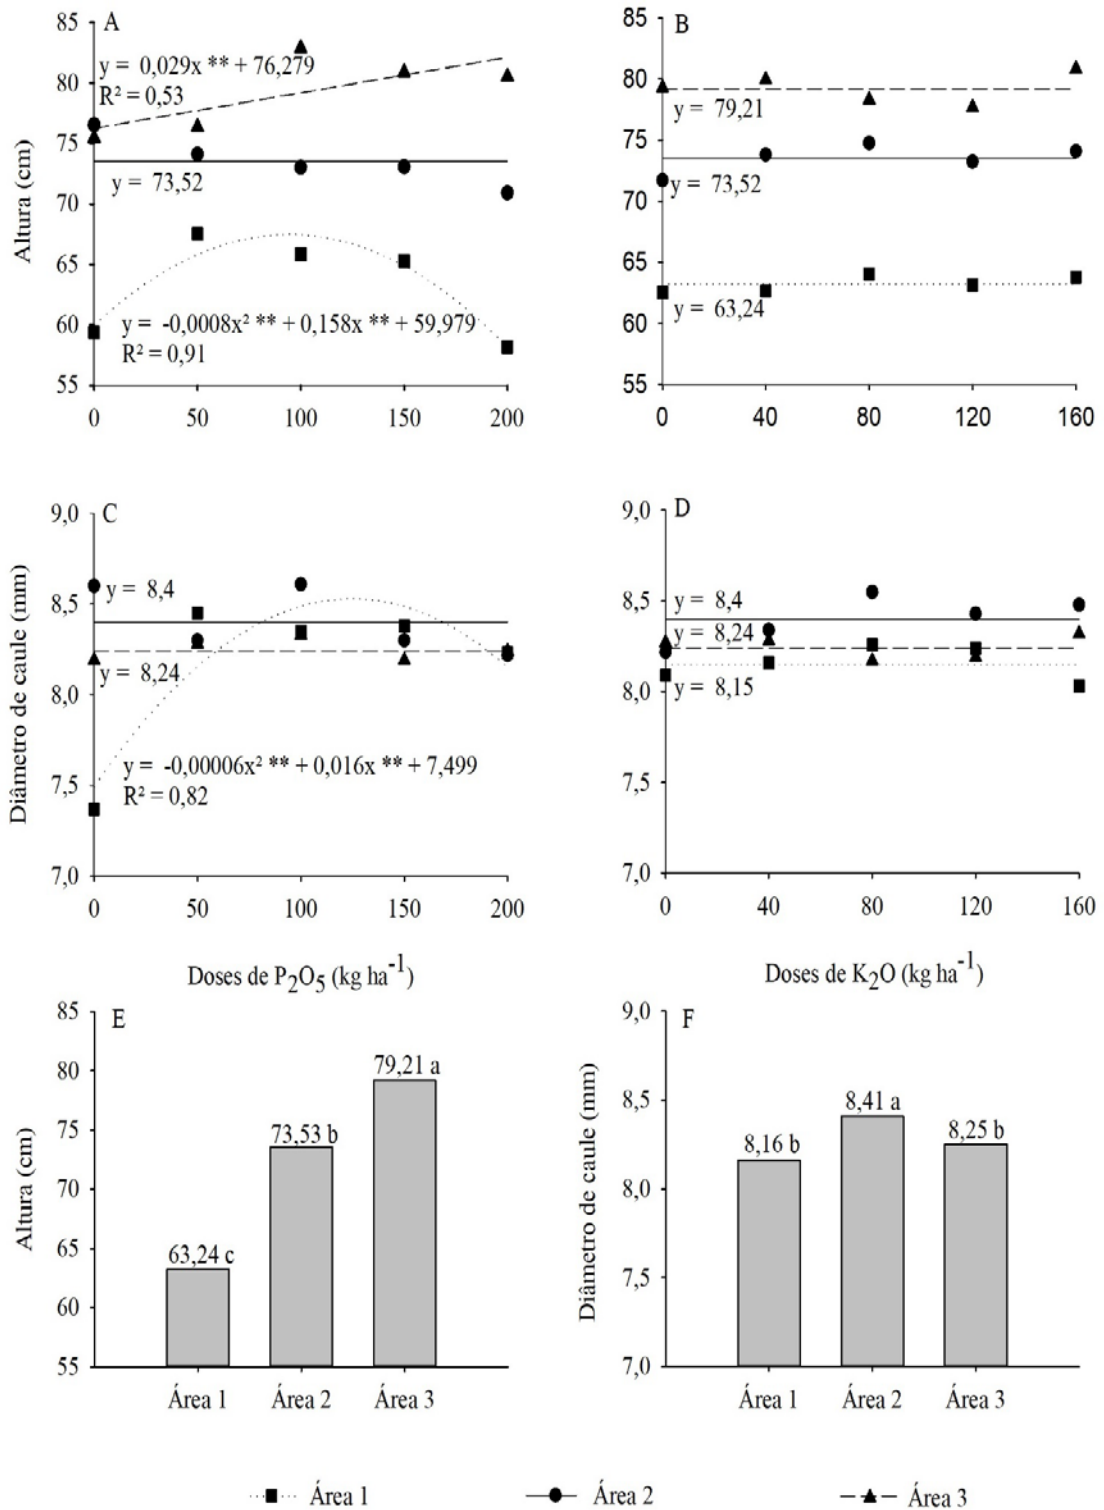 A
85
80
75
70
65
60
55
Altura (cm)
y = 0,029x ** + 76,279
R² = 0,53
y = 73,52
y = -0,0008x² ** + 0,158x ** + 59,979
R² = 0,91
0 50 100 150 200
B
85
80
75
70
65
60
55
y = 79,21
y = 73,52
y = 63,24
0 40 80 120 160
C
9,0
8,5
8,0
7,5
7,0
Diâmetro de caule (mm)
y = 8,4
y = 8,24
y = -0,00006x² ** + 0,016x ** + 7,499
R² = 0,82
0 50 100 150 200
Doses de P₂O₅ (kg ha⁻¹)
D
9,0
8,5
8,0
7,5
7,0
y = 8,4
y = 8,24
y = 8,15
0 40 80 120 160
Doses de K₂O (kg ha⁻¹)
E
85
80
75
70
65
60
55
Altura (cm)
63,24 c
73,53 b
79,21 a
Área 1 Área 2 Área 3
F
9,0
8,5
8,0
7,5
7,0
Diâmetro de caule (mm)
8,16 b
8,41 a
8,25 b
Área 1 Área 2 Área 3
Área 1 Área 2 Área 3